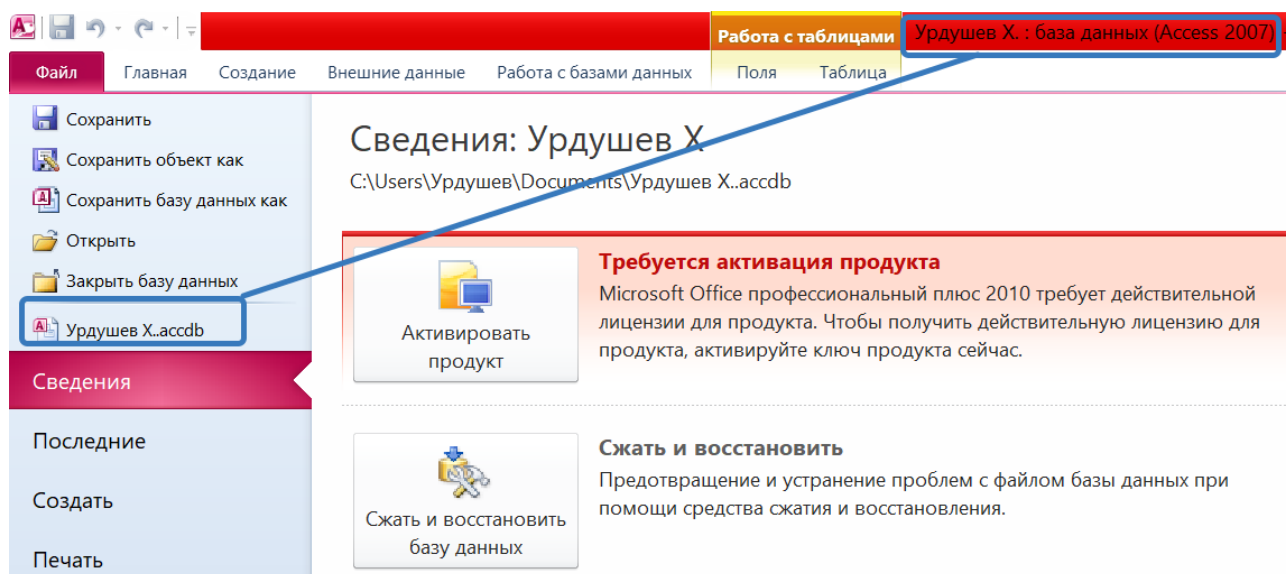 Работа с таблицами
Урдушев Х. : база данных (Access 2007)
Файл Главная Создание Внешние данные Работа с базами данных Поля Таблица
Сохранить
Сохранить объект как
Сохранить базу данных как
Открыть
Закрыть базу данных
Урдушев Х..accdb
Сведения
Последние
Создать
Печать
Сведения: Урдушев Х
C:\Users\Урдушев\Documents\Урдушев Х..accdb
Активировать
продукт
Требуется активация продукта
Microsoft Office профессиональный плюс 2010 требует действительной
лицензии для продукта. Чтобы получить действительную лицензию для
продукта, активируйте ключ продукта сейчас.
Сжать и восстановить
базу данных
Сжать и восстановить
Предотвращение и устранение проблем с файлом базы данных при
помощи средства сжатия и восстановления.